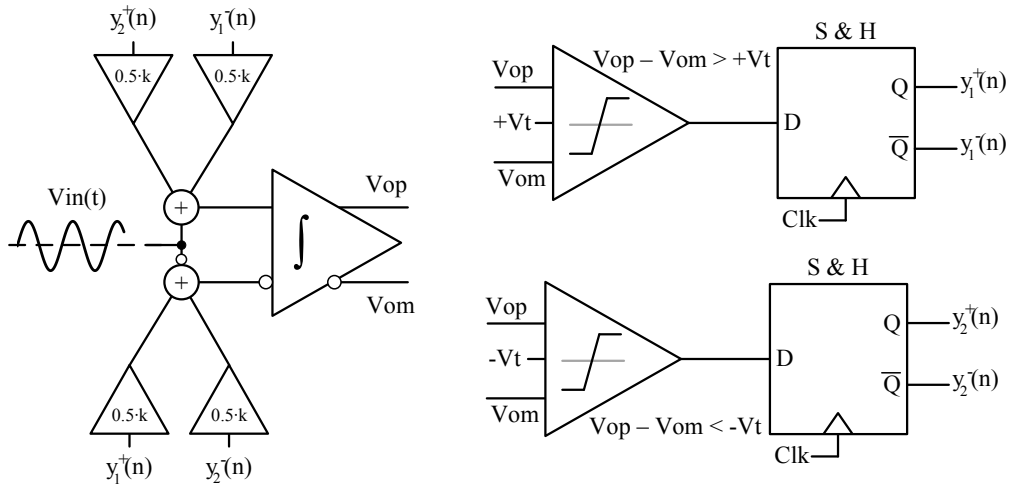 y₂⁺(n) y₁⁻(n)
0.5·k 0.5·k
Vin(t)
+
+
∫
Vop
Vom
0.5·k 0.5·k
y₁⁺(n) y₂⁻(n)
S & H
Vop
Vop – Vom > +Vt
+Vt
Vom
D
Q
Q̅
y₁⁺(n)
y₁⁻(n)
Clk
S & H
Vop
-Vt
Vom
Vop – Vom < -Vt
D
Q
Q̅
y₂⁺(n)
y₂⁻(n)
Clk